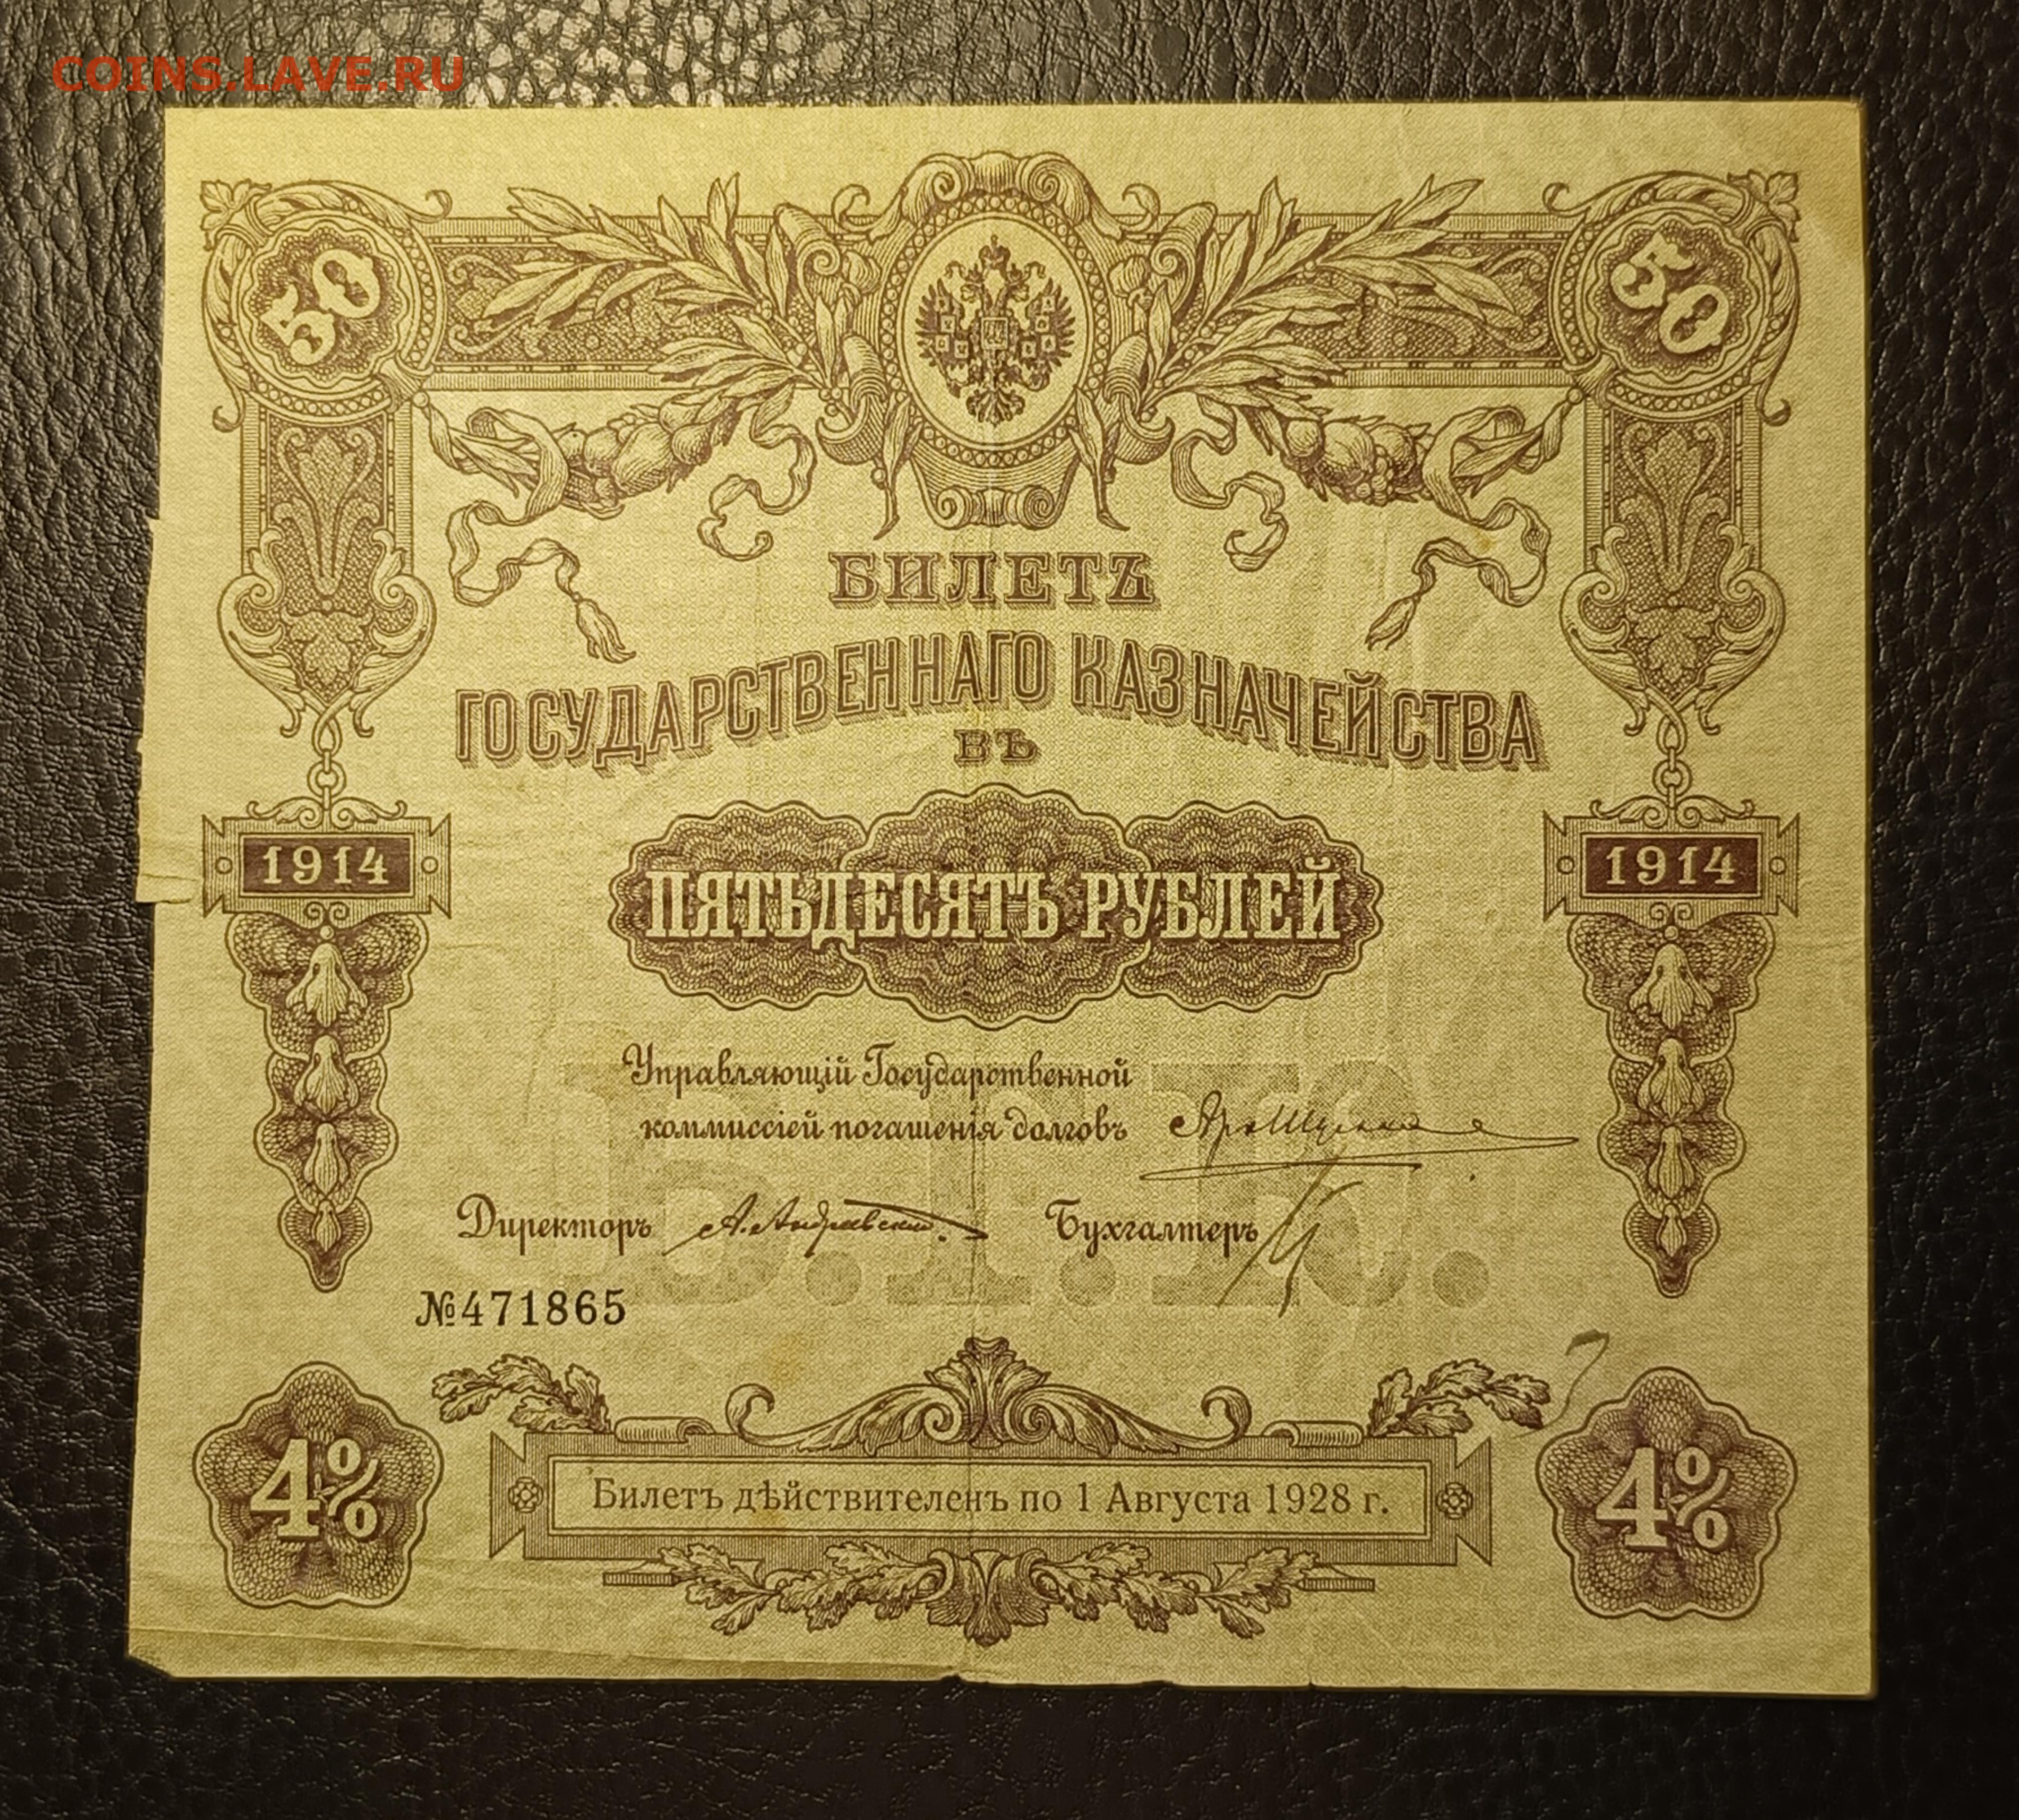 COINS.LAVE.RU
50 50
БИЛЕТЪ
ГОСУДАРСТВЕННАГО КАЗНАЧЕЙСТВА
ВЪ
1914 1914
ПЯТЬДЕСЯТЪ РУБЛЕЙ
Управляющій Государственной
коммиссіей погашенія долговъ
Директоръ Бухгалтеръ
Б.Г.К.
№471865
4% 4%
Билетъ дѣйствителенъ по 1 Августа 1928 г.